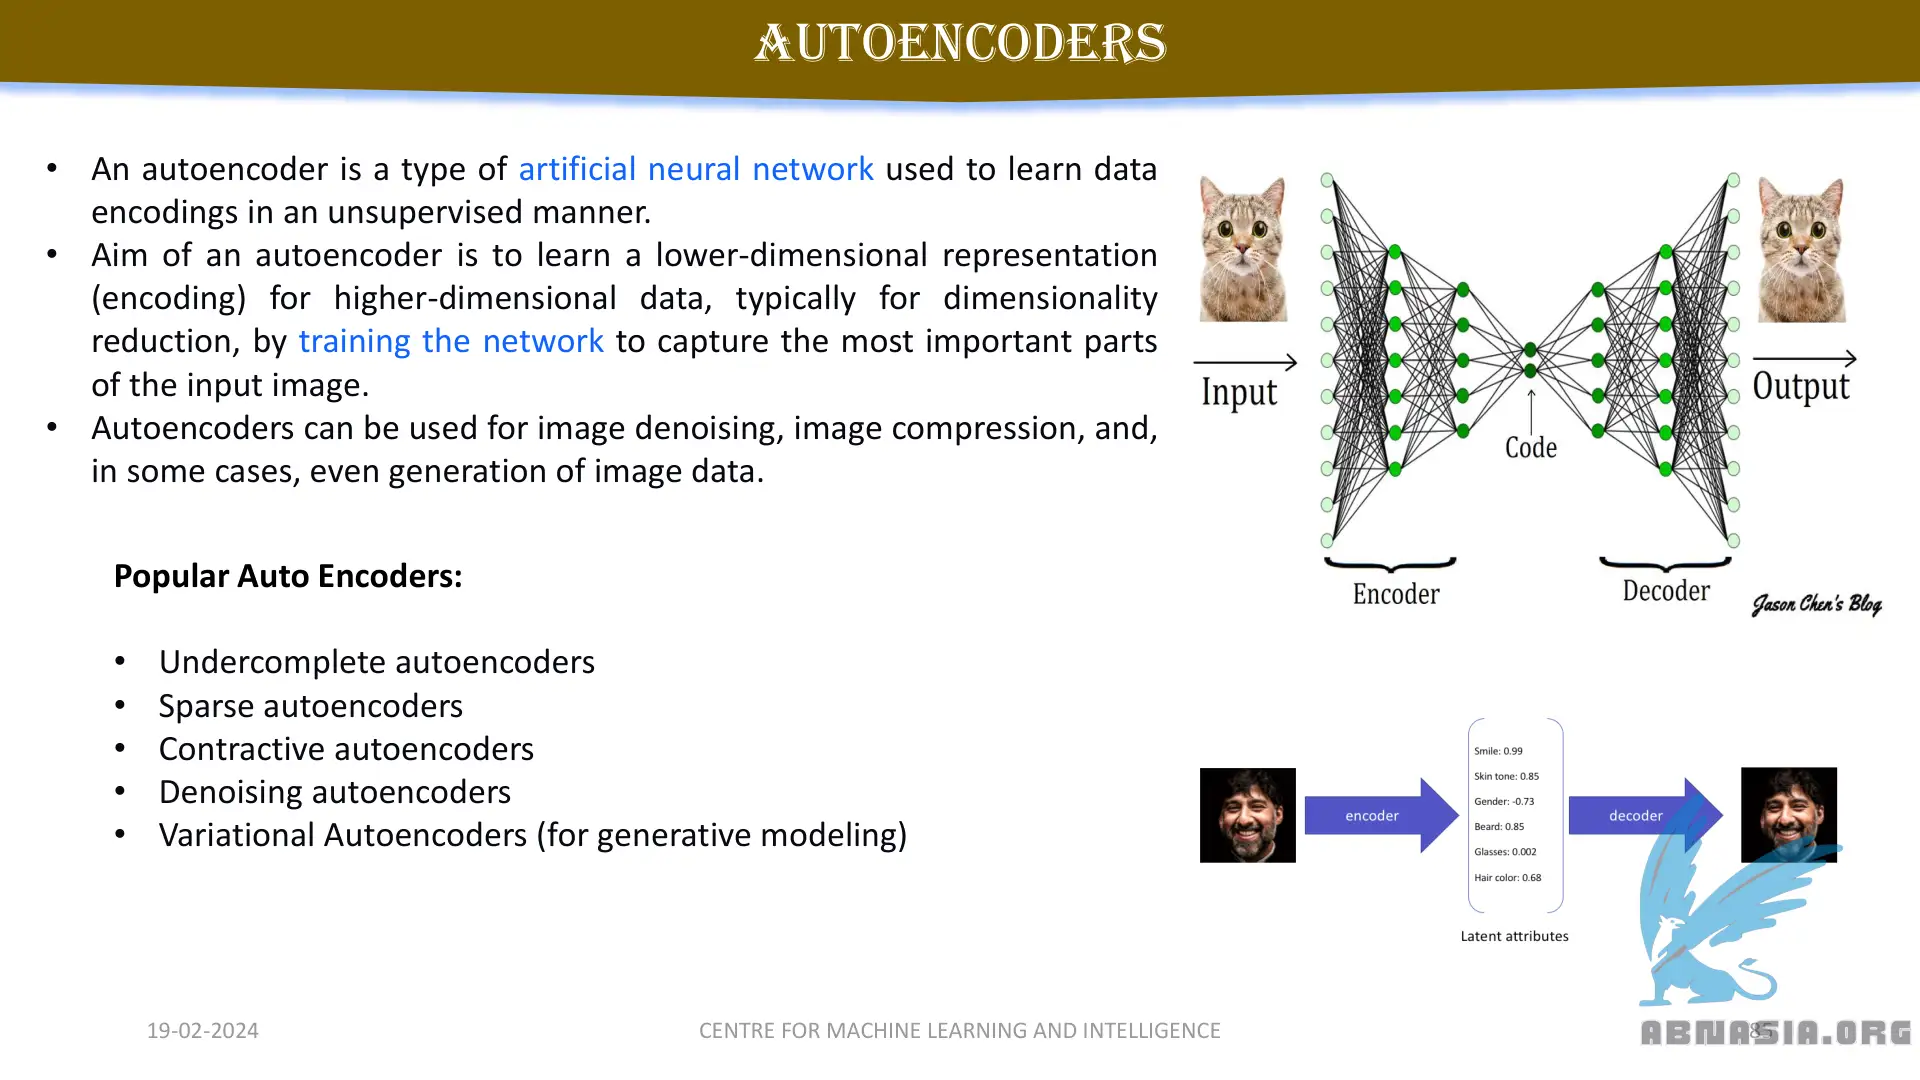 AUTOENCODERS
• An autoencoder is a type of artificial neural network used to learn data
encodings in an unsupervised manner.
• Aim of an autoencoder is to learn a lower-dimensional representation
(encoding) for higher-dimensional data, typically for dimensionality
reduction, by training the network to capture the most important parts
of the input image.
• Autoencoders can be used for image denoising, image compression, and,
in some cases, even generation of image data.
Popular Auto Encoders:
• Undercomplete autoencoders
• Sparse autoencoders
• Contractive autoencoders
• Denoising autoencoders
• Variational Autoencoders (for generative modeling)
Input
Code
Output
Encoder
Decoder
Jason Chen's Blog
encoder
Smile: 0.99
Skin tone: 0.85
Gender: -0.73
Beard: 0.85
Glasses: 0.002
Hair color: 0.68
decoder
Latent attributes
19-02-2024
CENTRE FOR MACHINE LEARNING AND INTELLIGENCE
85
ABNASIA.ORG